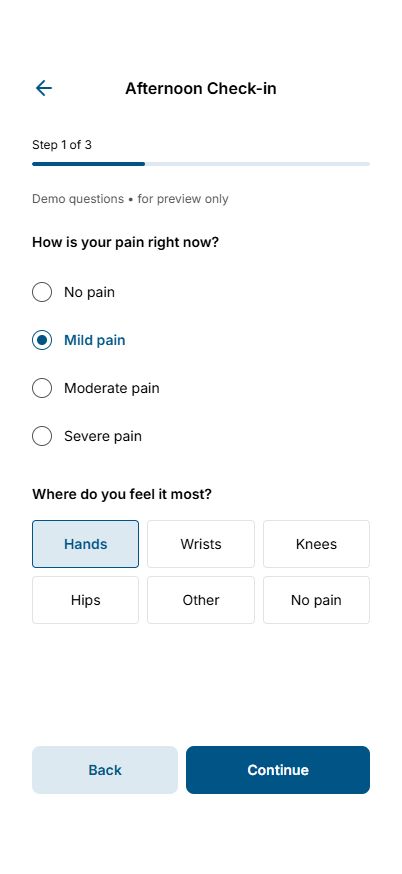 Afternoon Check-in
Step 1 of 3
Demo questions • for preview only
How is your pain right now?
No pain
Mild pain
Moderate pain
Severe pain
Where do you feel it most?
Hands Wrists Knees
Hips Other No pain
Back Continue